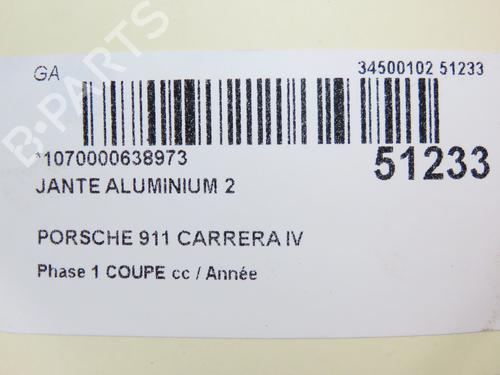 B-PARTS
GA 34500102 51233
*1070000638973 51233
JANTE ALUMINIUM 2
PORSCHE 911 CARRERA IV
Phase 1 COUPE cc / Année